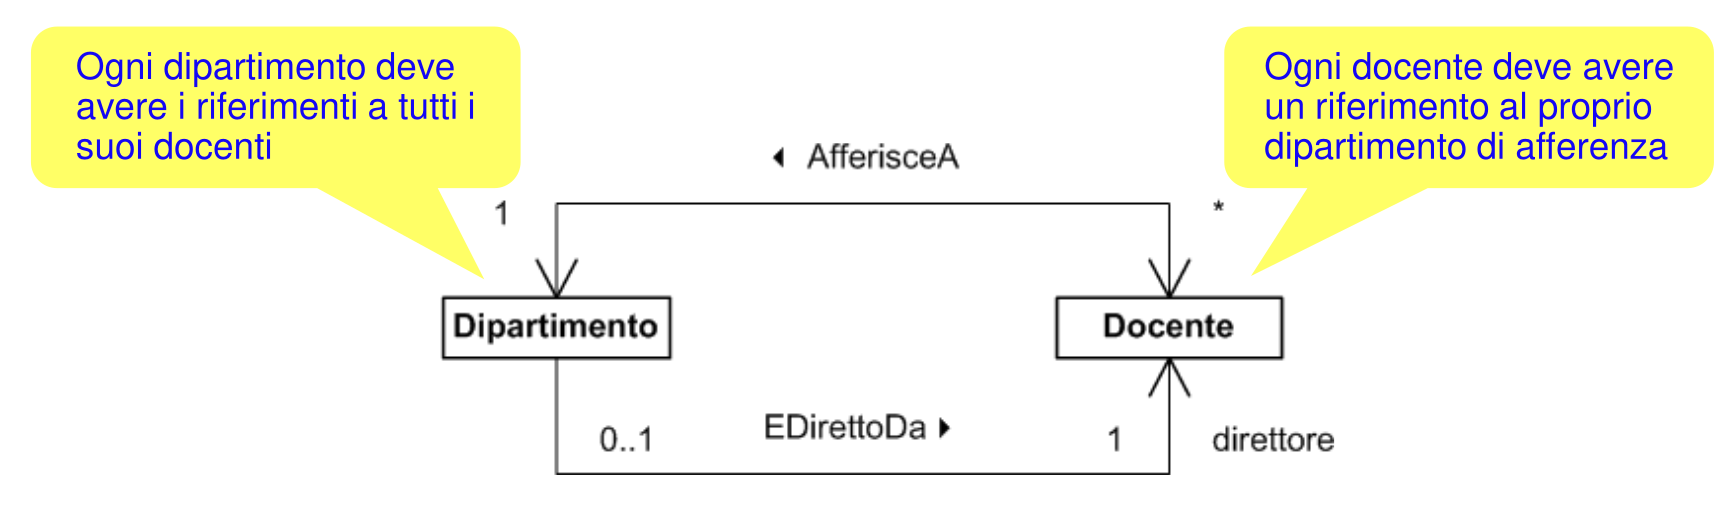 Ogni dipartimento deve
avere i riferimenti a tutti i
suoi docenti
Ogni docente deve avere
un riferimento al proprio
dipartimento di afferenza
AfferisceA
1
*
Dipartimento
Docente
EDirettoDa
0..1
1
direttore